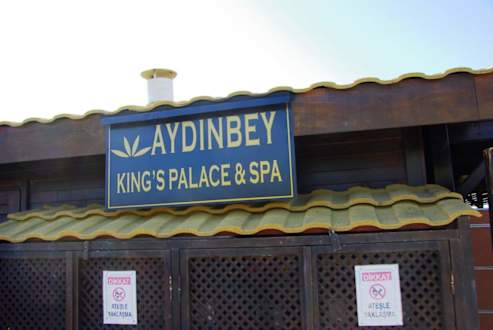 AYDINBEY
KING'S PALACE & SPA
DİKKAT
ATEŞLE
YAKLAŞMA
DİKKAT
ATEŞLE
YAKLAŞMA